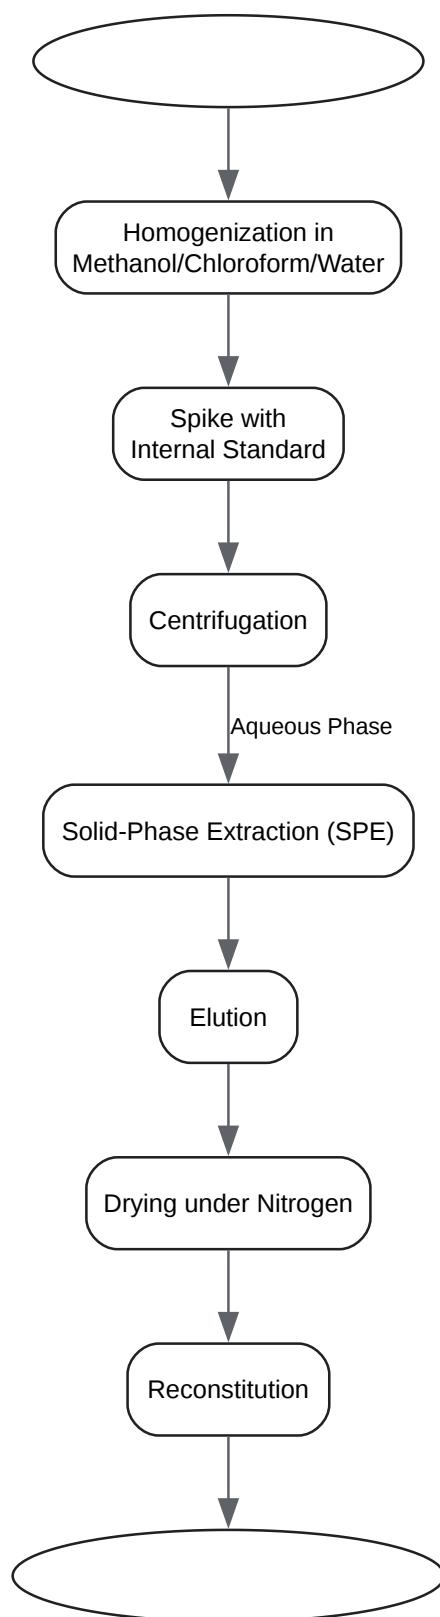 Homogenization in
Methanol/Chloroform/Water
Spike with
Internal Standard
Centrifugation
Aqueous Phase
Solid-Phase Extraction (SPE)
Elution
Drying under Nitrogen
Reconstitution